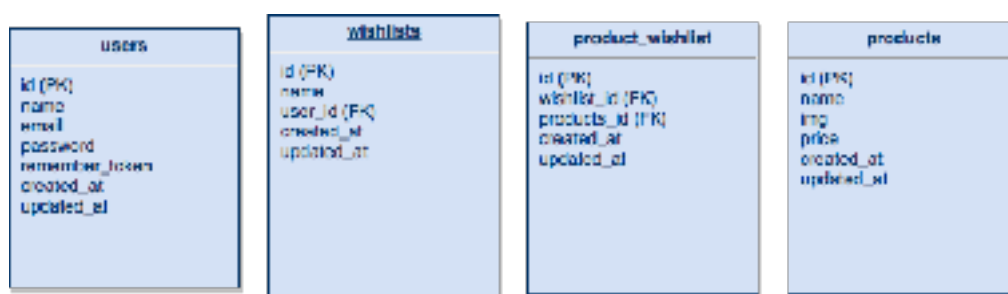 users
id (PK)
name
email
password
remember_token
created_at
updated_at
wishlists
id (PK)
name
user_id (FK)
created_at
updated_at
product_wishlist
id (PK)
wishlist_id (FK)
products_id (FK)
created_at
updated_at
products
id (PK)
name
img
price
created_at
updated_at